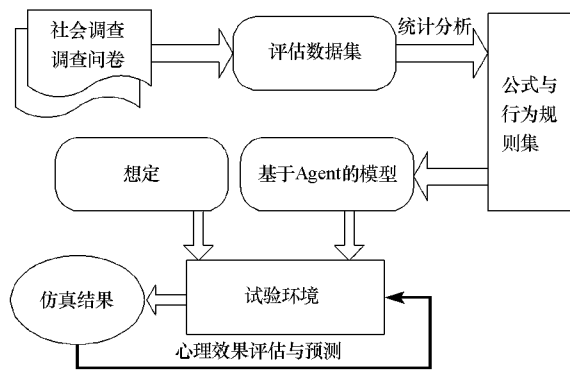 社会调查
调查问卷
评估数据集
统计分析
公式与
行为规
则集
想定
基于Agent的模型
仿真结果
试验环境
心理效果评估与预测